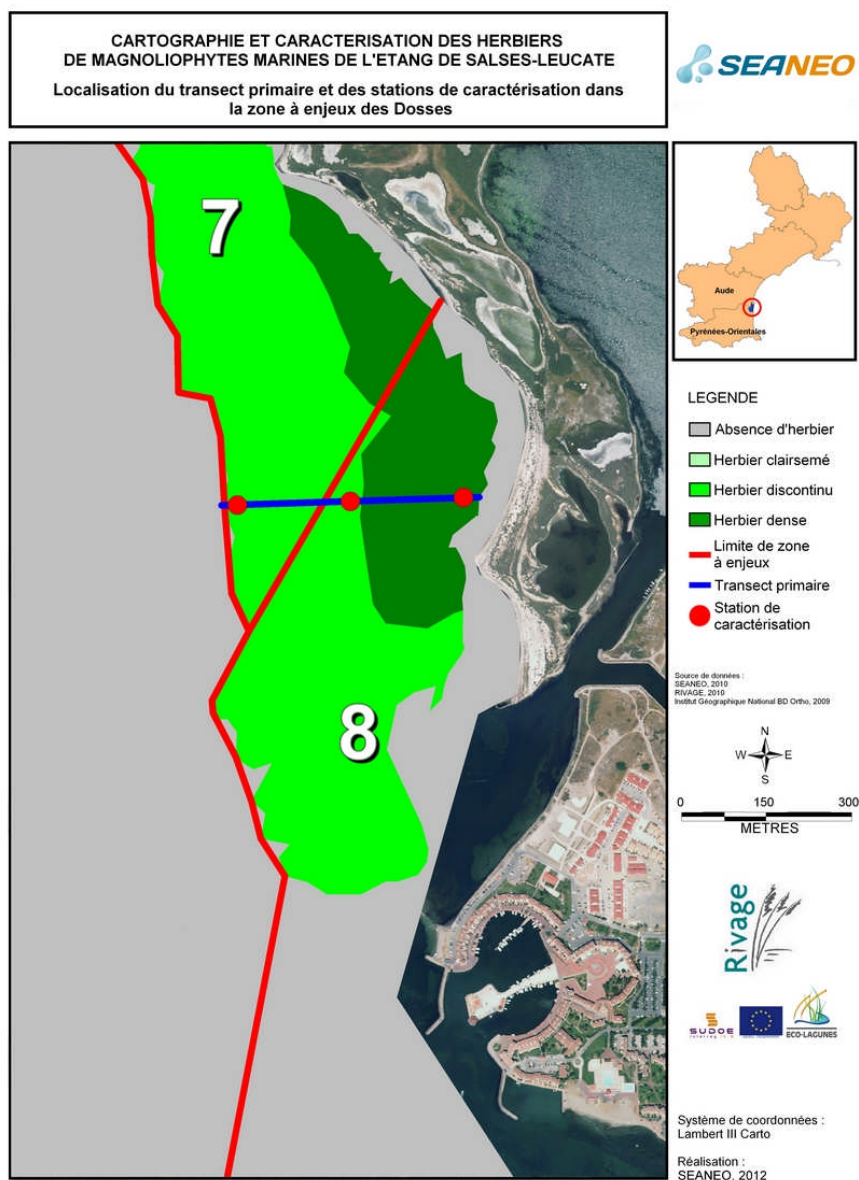 CARTOGRAPHIE ET CARACTERISATION DES HERBIERS
DE MAGNOLIOPHYTES MARINES DE L'ETANG DE SALSES-LEUCATE
Localisation du transect primaire et des stations de caractérisation dans
la zone à enjeux des Dosses
SEANEO
7
8
Aude
Pyrénées-Orientales
LEGENDE
Absence d'herbier
Herbier clairsemé
Herbier discontinu
Herbier dense
Limite de zone
à enjeux
Transect primaire
Station de
caractérisation
Source de données :
SEANEO, 2010
RIVAGE, 2010
Institut Géographique National BD Ortho, 2009
N
W E
S
0 150 300
METRES
Rivage
SUDOE
ECO-LAGUNES
Système de coordonnées :
Lambert III Carto
Réalisation :
SEANEO, 2012